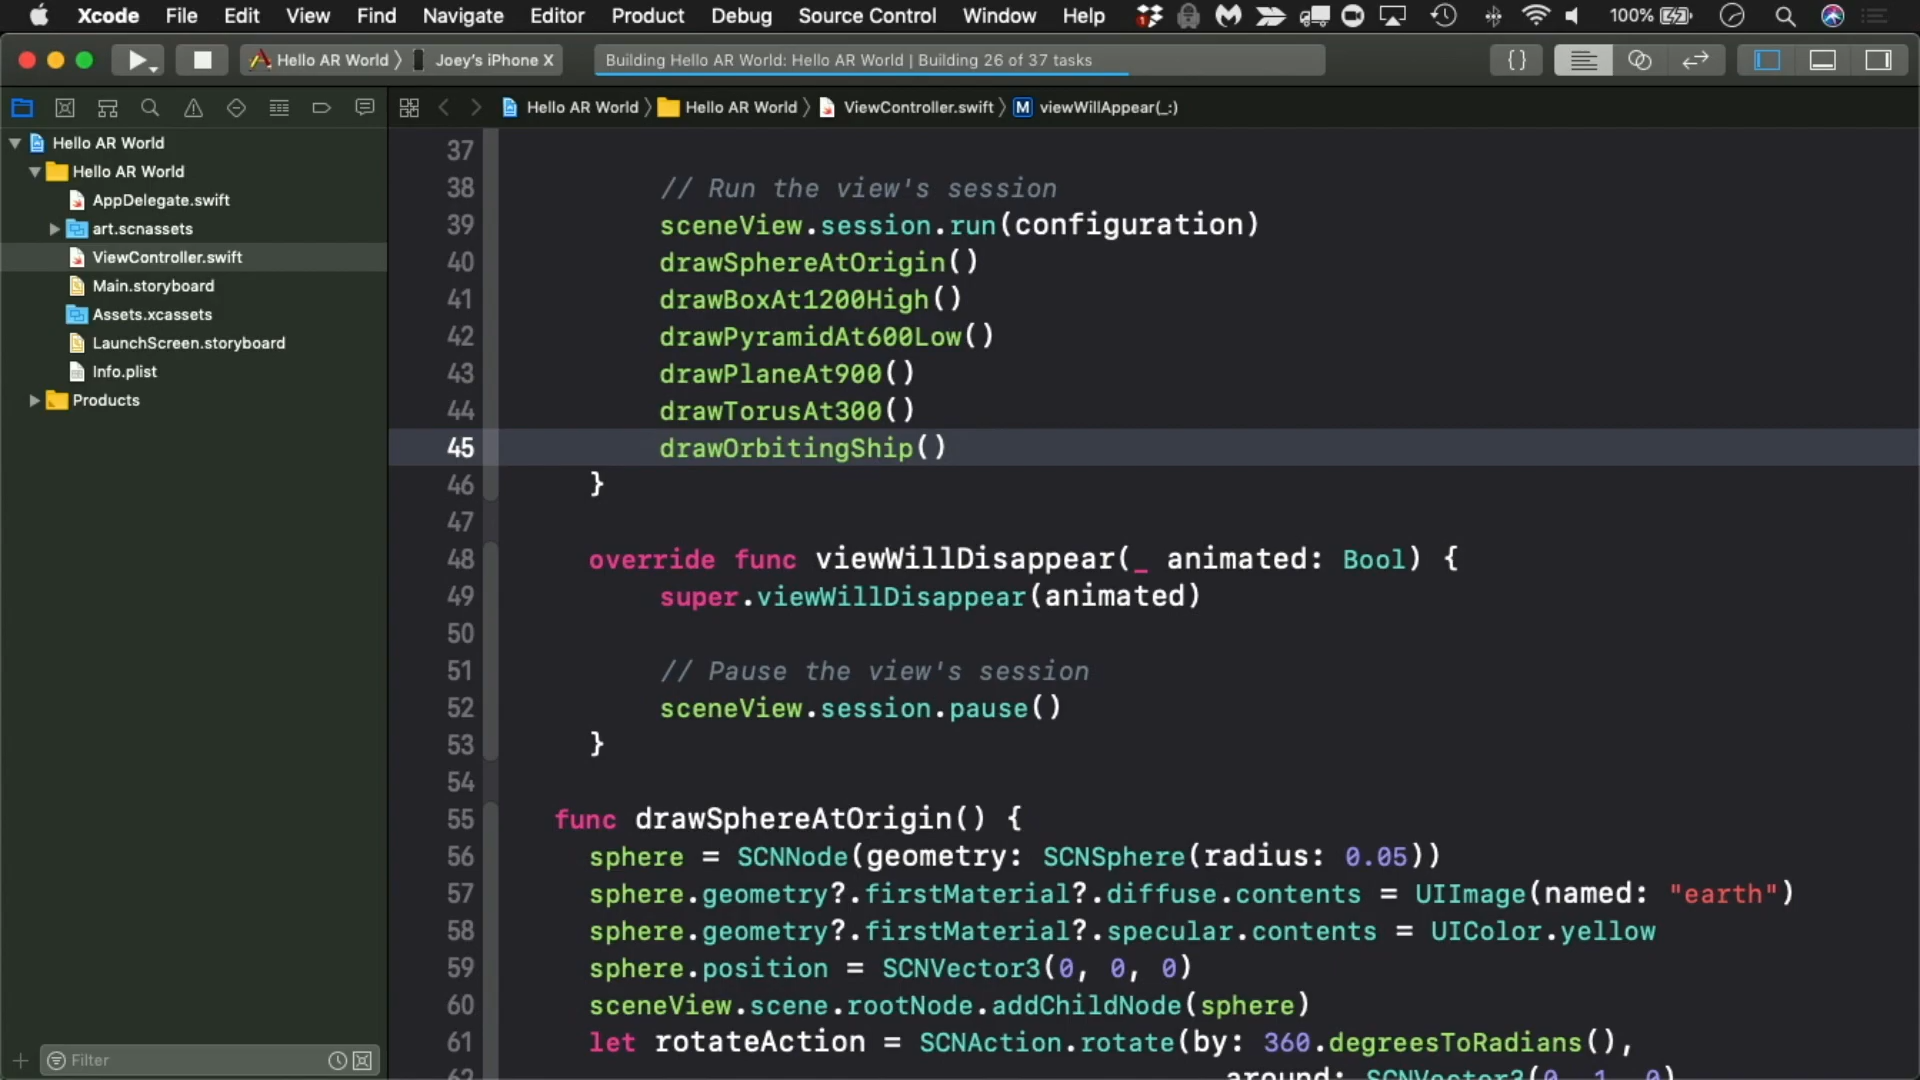 Xcode File Edit View Find Navigate Editor Product Debug Source Control Window Help 100%
Hello AR World 〉 Joey's iPhone X
Building Hello AR World: Hello AR World | Building 26 of 37 tasks
{ }
Hello AR World 〉 Hello AR World 〉 ViewController.swift 〉 M viewWillAppear(_:)
Hello AR World
Hello AR World
AppDelegate.swift
art.scnassets
ViewController.swift
Main.storyboard
Assets.xcassets
LaunchScreen.storyboard
Info.plist
Products
Filter
37
38 // Run the view's session
39 sceneView.session.run(configuration)
40 drawSphereAtOrigin()
41 drawBoxAt1200High()
42 drawPyramidAt600Low()
43 drawPlaneAt900()
44 drawTorusAt300()
45 drawOrbitingShip()
46 }
47
48 override func viewWillDisappear(_ animated: Bool) {
49 super.viewWillDisappear(animated)
50
51 // Pause the view's session
52 sceneView.session.pause()
53 }
54
55 func drawSphereAtOrigin() {
56 sphere = SCNNode(geometry: SCNSphere(radius: 0.05))
57 sphere.geometry?.firstMaterial?.diffuse.contents = UIImage(named: "earth")
58 sphere.geometry?.firstMaterial?.specular.contents = UIColor.yellow
59 sphere.position = SCNVector3(0, 0, 0)
60 sceneView.scene.rootNode.addChildNode(sphere)
61 let rotateAction = SCNAction.rotate(by: 360.degreesToRadians(),
62 around: SCNVector3(0, 1, 0)